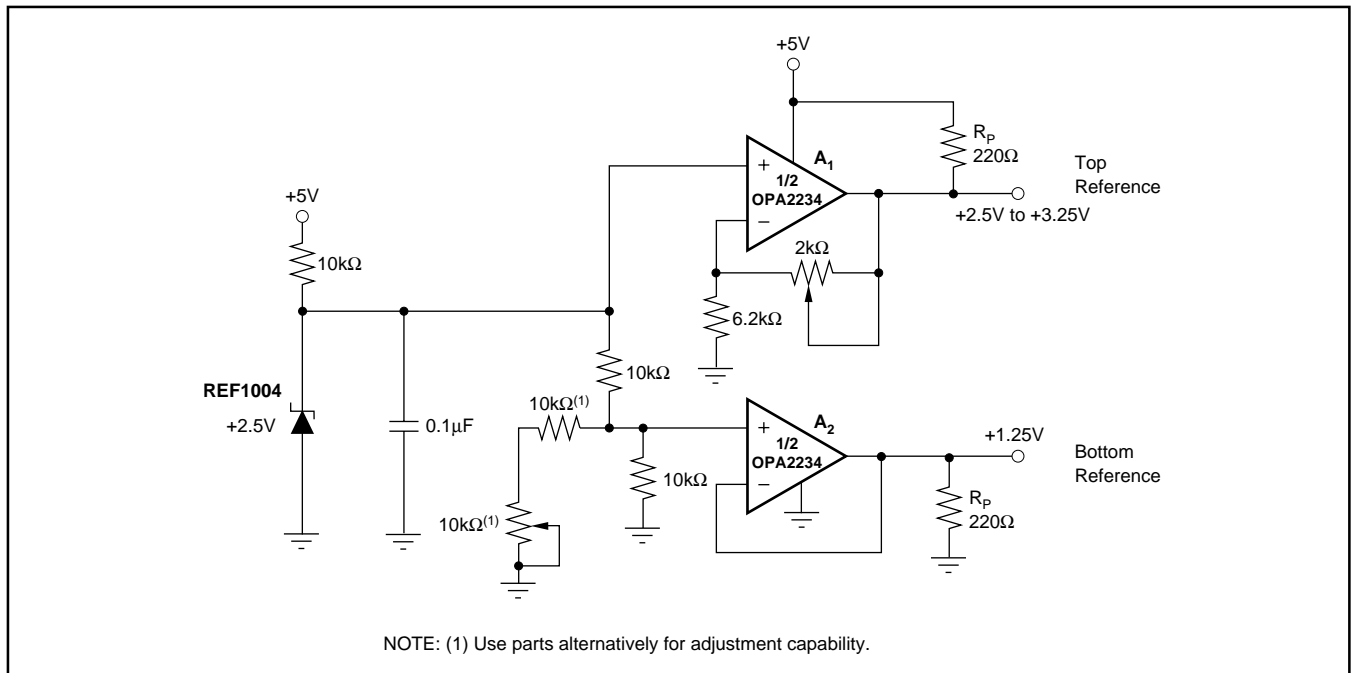 +5V
R_P
220Ω
A₁
+
1/2
OPA2234
−
Top
Reference
+2.5V to +3.25V
+5V
10kΩ
2kΩ
6.2kΩ
REF1004
+2.5V
0.1µF
10kΩ
10kΩ(1)
10kΩ
10kΩ(1)
A₂
+
1/2
OPA2234
−
+1.25V
Bottom
Reference
R_P
220Ω
NOTE: (1) Use parts alternatively for adjustment capability.